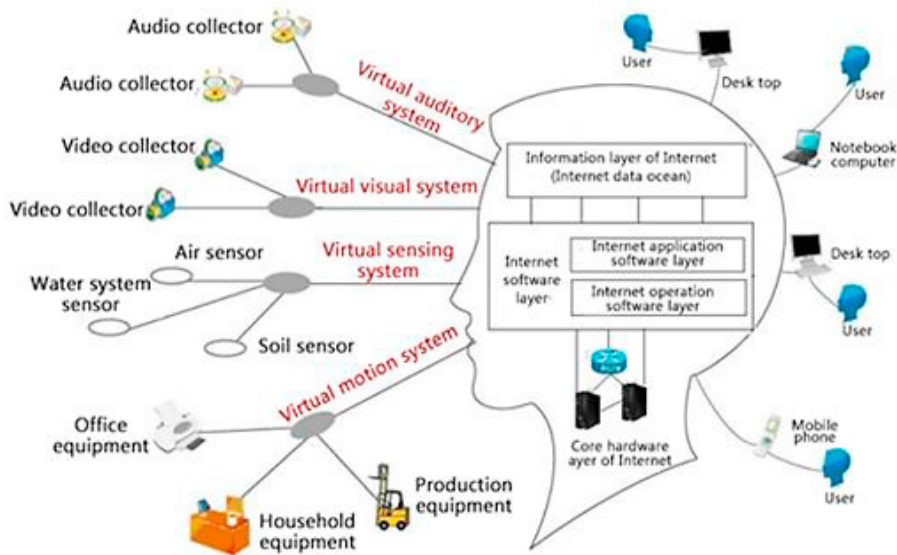 Audio collector
Audio collector
Virtual auditory
system
Video collector
Video collector
Virtual visual system
Air sensor
Water system
sensor
Soil sensor
Virtual sensing
system
Virtual motion system
Office
equipment
Household
equipment
Production
equipment
Information layer of Internet
(Internet data ocean)
Internet
software
layer
Internet application
software layer
Internet operation
software layer
Core hardware
ayer of Internet
User
Desk top
User
Notebook
computer
Desk top
User
Mobile
phone
User